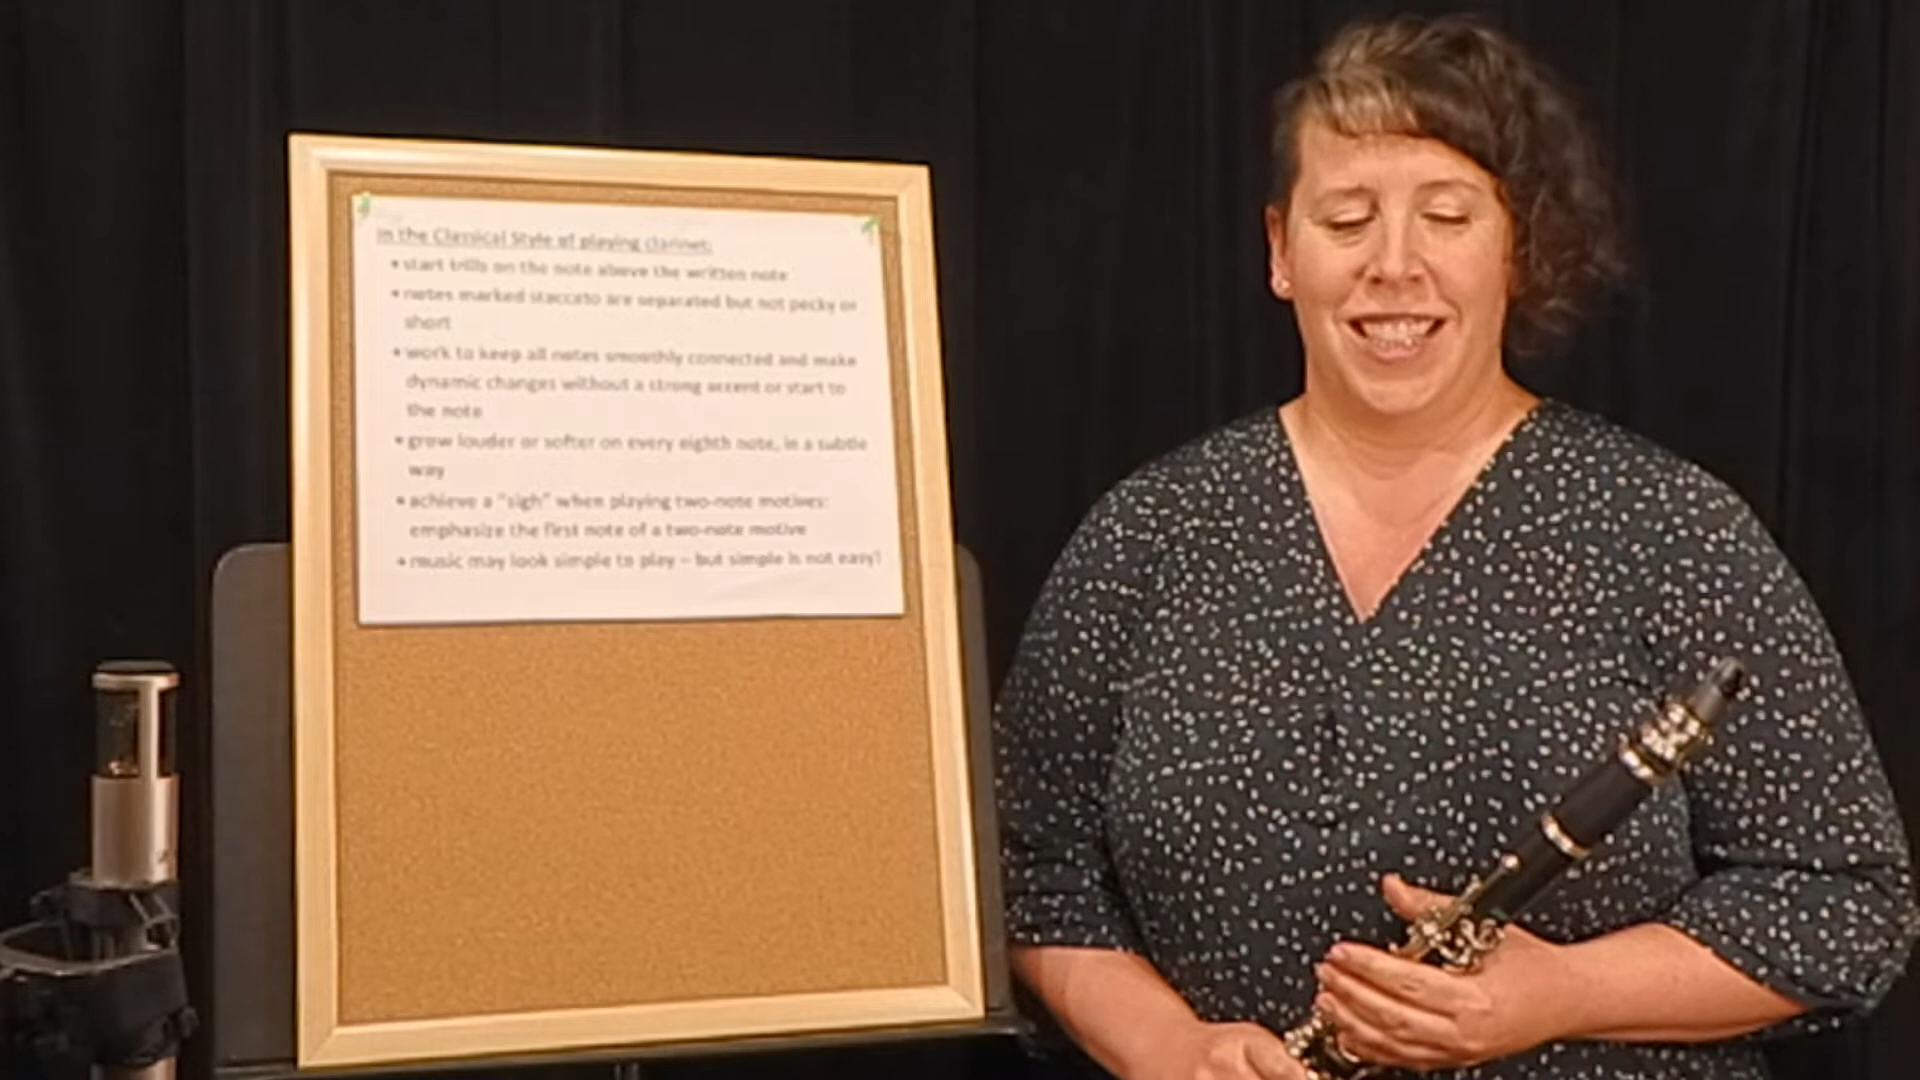 In the Classical Style of playing clarinet:
• start trills on the note above the written note
• notes marked staccato are separated but not pecky or
short
• work to keep all notes smoothly connected and make
dynamic changes without a strong accent or start to
the note
• grow louder or softer on every eighth note, in a subtle
way
• achieve a "sigh" when playing two-note motives:
emphasize the first note of a two-note motive
• music may look simple to play – but simple is not easy!